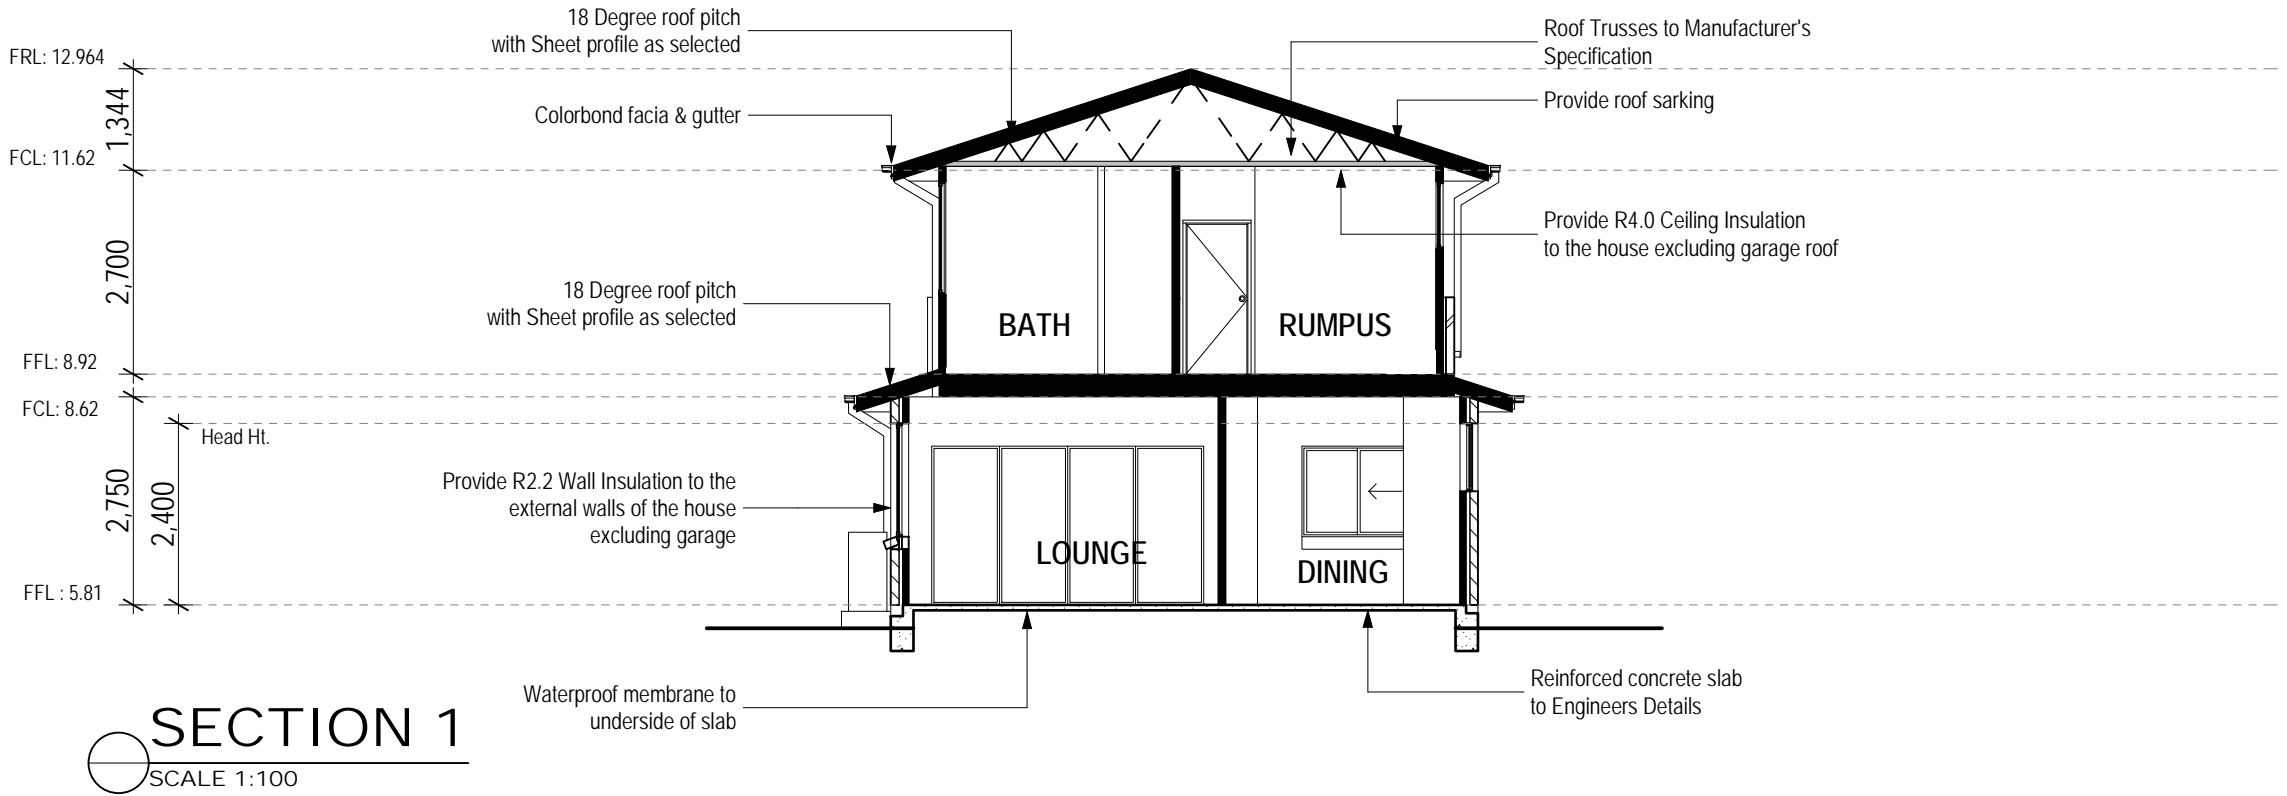 18 Degree roof pitch
with Sheet profile as selected
Roof Trusses to Manufacturer's
Specification
FRL: 12.964
1,344
Colorbond facia & gutter
Provide roof sarking
FCL: 11.62
2,700
Provide R4.0 Ceiling Insulation
to the house excluding garage roof
18 Degree roof pitch
with Sheet profile as selected
BATH
RUMPUS
FFL: 8.92
FCL: 8.62
Head Ht.
2,750
2,400
Provide R2.2 Wall Insulation to the
external walls of the house
excluding garage
LOUNGE
DINING
FFL : 5.81
Waterproof membrane to
underside of slab
Reinforced concrete slab
to Engineers Details
SECTION 1
SCALE 1:100